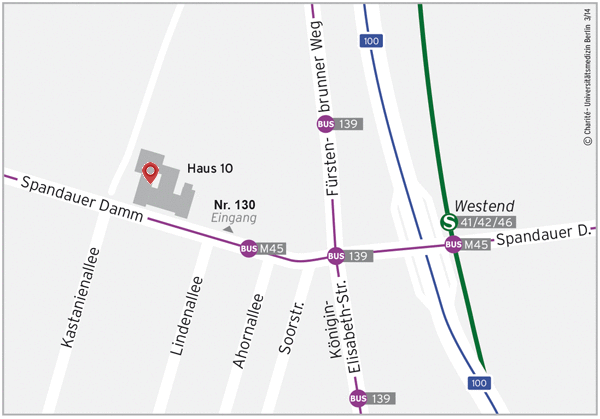 © Charité - Universitätsmedizin Berlin 3/14
100
Fürsten-
brunner Weg
BUS 139
Haus 10
Spandauer Damm
Nr. 130
Eingang
Westend
S 41/42/46
BUS M45
BUS M45
Spandauer D.
BUS 139
Kastanienallee
Lindenallee
Ahornallee
Soorstr.
Königin-
Elisabeth-Str.
100
BUS 139